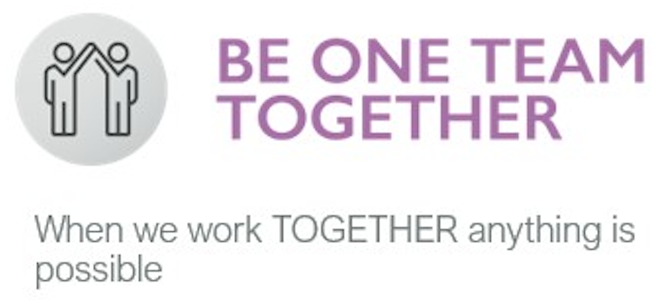 BE ONE TEAM
TOGETHER
When we work TOGETHER anything is
possible